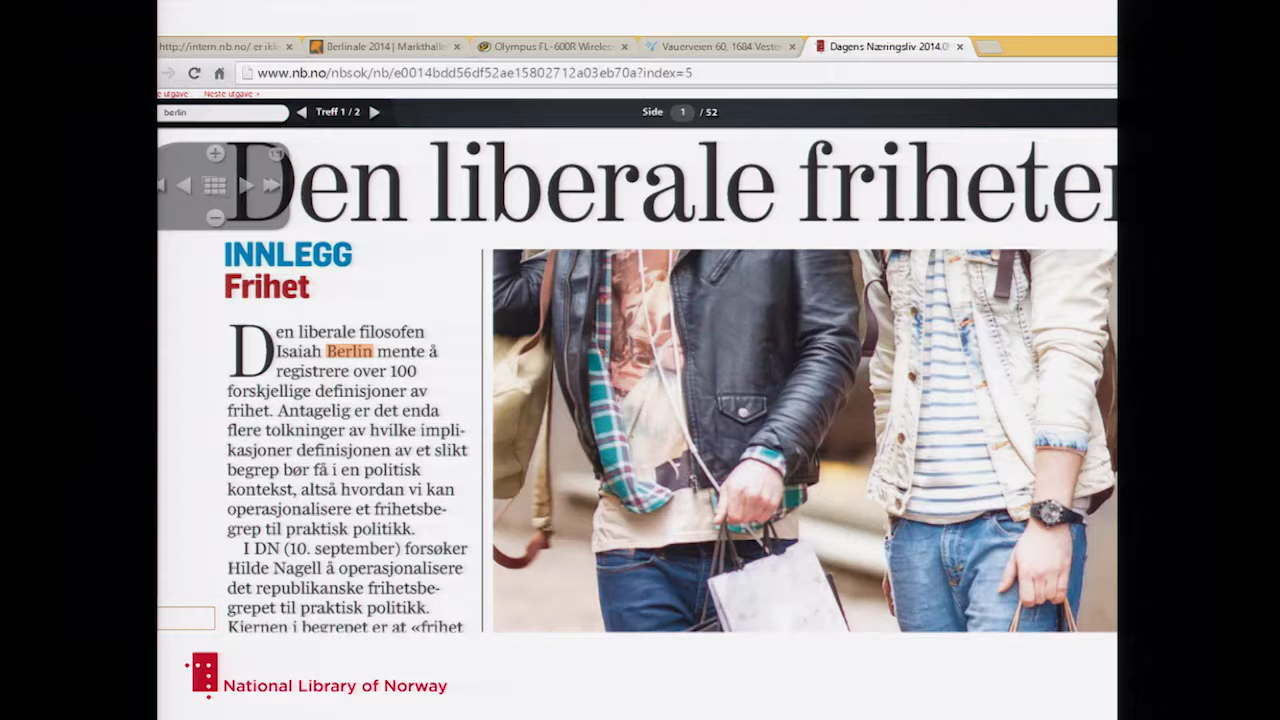 http://intern.nb.no/ er ikk
Berlinale 2014 | Markthalle
Olympus FL-600R Wireles
Vauerveien 60, 1684 Veste
Dagens Næringsliv 2014.0
www.nb.no/nbsok/nb/e0014bdd56df52ae15802712a03eb70a?index=5
e utgave Neste utgave >
berlin
Treff 1 / 2
Side 1 / 52
1:1
Den liberale friheten
INNLEGG
Frihet
Den liberale filosofen
Isaiah Berlin mente å
registrere over 100
forskjellige definisjoner av
frihet. Antagelig er det enda
flere tolkninger av hvilke impli-
kasjoner definisjonen av et slikt
begrep bør få i en politisk
kontekst, altså hvordan vi kan
operasjonalisere et frihetsbe-
grep til praktisk politikk.
I DN (10. september) forsøker
Hilde Nagell å operasjonalisere
det republikanske frihetsbe-
grepet til praktisk politikk.
Kjernen i begrepet er at «frihet
National Library of Norway